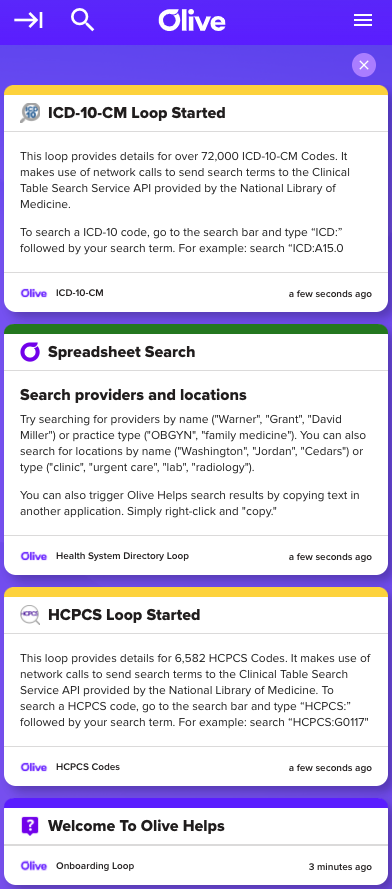 Olive
ICD-10-CM Loop Started
This loop provides details for over 72,000 ICD-10-CM Codes. It
makes use of network calls to send search terms to the Clinical
Table Search Service API provided by the National Library of
Medicine.
To search a ICD-10 code, go to the search bar and type “ICD:”
followed by your search term. For example: search “ICD:A15.0
Olive ICD-10-CM a few seconds ago
Spreadsheet Search
Search providers and locations
Try searching for providers by name ("Warner", "Grant", "David
Miller") or practice type ("OBGYN", "family medicine"). You can also
search for locations by name ("Washington", "Jordan", "Cedars") or
type ("clinic", "urgent care", "lab", "radiology").
You can also trigger Olive Helps search results by copying text in
another application. Simply right-click and "copy."
Olive Health System Directory Loop a few seconds ago
HCPCS HCPCS Loop Started
This loop provides details for 6,582 HCPCS Codes. It makes use of
network calls to send search terms to the Clinical Table Search
Service API provided by the National Library of Medicine. To
search a HCPCS code, go to the search bar and type “HCPCS:”
followed by your search term. For example: search “HCPCS:G0117"
Olive HCPCS Codes a few seconds ago
? Welcome To Olive Helps
Olive Onboarding Loop 3 minutes ago